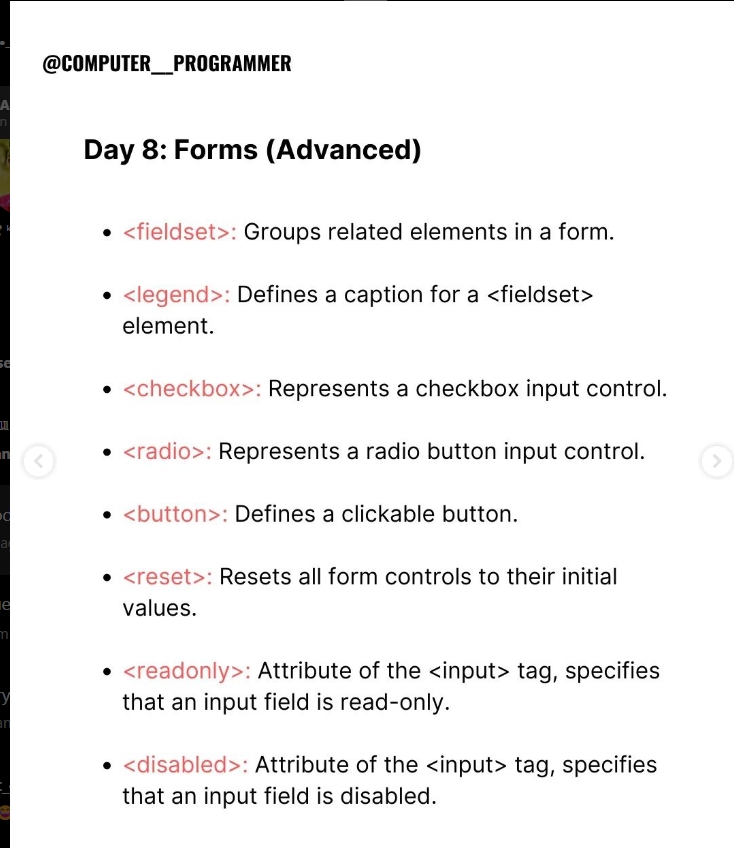 @COMPUTER__PROGRAMMER
Day 8: Forms (Advanced)
• <fieldset>: Groups related elements in a form.
• <legend>: Defines a caption for a <fieldset>
element.
• <checkbox>: Represents a checkbox input control.
• <radio>: Represents a radio button input control.
• <button>: Defines a clickable button.
• <reset>: Resets all form controls to their initial
values.
• <readonly>: Attribute of the <input> tag, specifies
that an input field is read-only.
• <disabled>: Attribute of the <input> tag, specifies
that an input field is disabled.